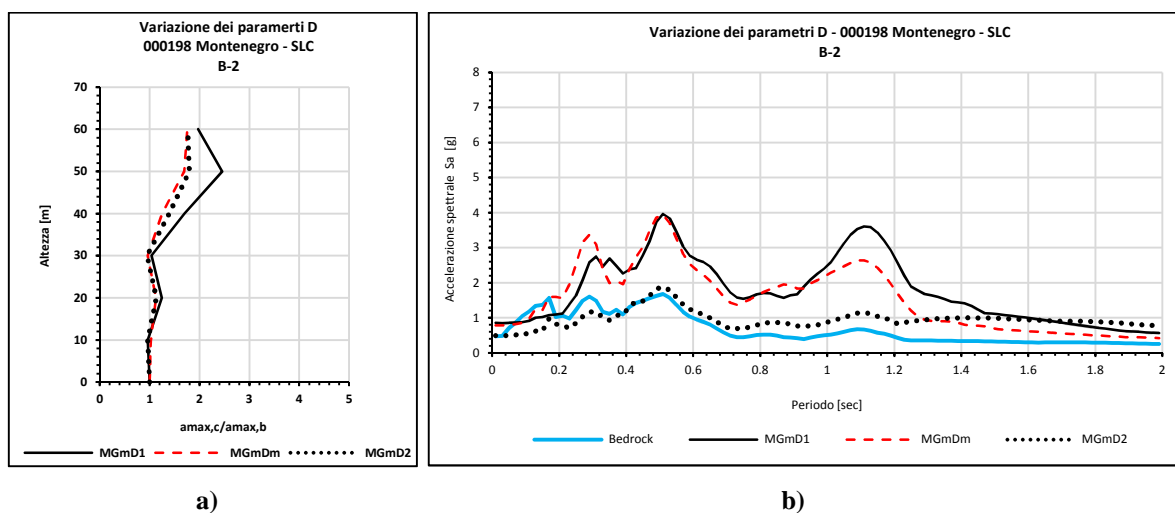 Variazione dei paramerti D
000198 Montenegro - SLC
B-2
Altezza [m]
70
60
50
40
30
20
10
0
0 1 2 3 4 5
amax,c/amax,b
MGmD1 MGmDm MGmD2
a)
Variazione dei parametri D - 000198 Montenegro - SLC
B-2
Accelerazione spettrale Sa [g]
8
7
6
5
4
3
2
1
0
0 0.2 0.4 0.6 0.8 1 1.2 1.4 1.6 1.8 2
Periodo [sec]
Bedrock MGmD1 MGmDm MGmD2
b)